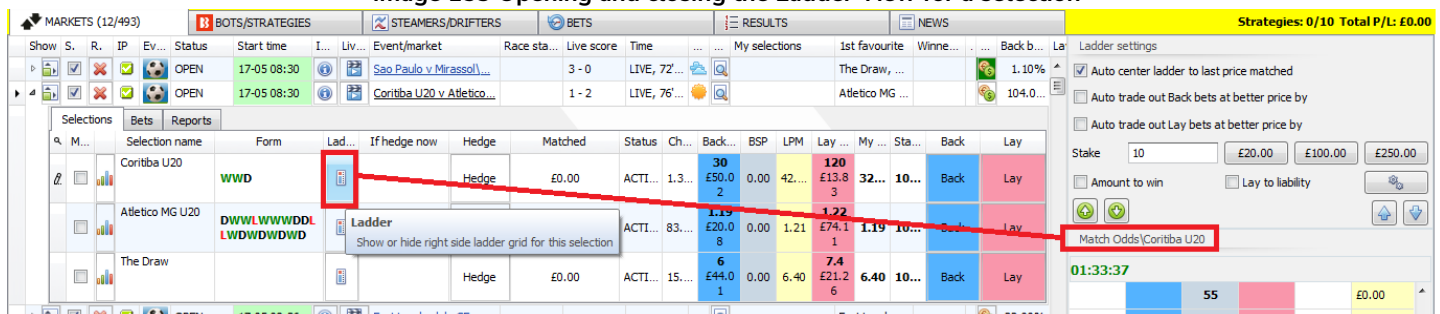 MARKETS (12/493)
BOTS/STRATEGIES
STEAMERS/DRIFTERS
BETS
RESULTS
NEWS
Strategies: 0/10 Total P/L: £0.00
Show S. R. IP Ev... Status Start time I... Liv... Event/market Race sta... Live score Time ... ... My selections 1st favourite Winne... . ... Back b... La
OPEN 17-05 08:30 Sao Paulo v Mirassol\... 3 - 0 LIVE, 72'... The Draw, ... 1.10%
OPEN 17-05 08:30 Coritiba U20 v Atletico... 1 - 2 LIVE, 76'... Atletico MG ... 104.0...
Selections Bets Reports
M... Selection name Form Lad... If hedge now Hedge Matched Status Ch... Back... BSP LPM Lay ... My ... Sta... Back Lay
Coritiba U20 WWD Hedge £0.00 ACTI... 1.3... 30 £50.0 2 0.00 42.... 120 £13.8 3 32... 10... Back Lay
Atletico MG U20 DWWLWWWDDL LWDWDWDWD ACTI... 83.... 1.19 £20.0 8 0.00 1.21 1.22 £74.1 1 1.19 10... Back Lay
Ladder
Show or hide right side ladder grid for this selection
The Draw Hedge £0.00 ACTI... 15.... 6 £44.0 1 0.00 6.40 7.4 £21.2 6 6.40 10... Back Lay
Ladder settings
Auto center ladder to last price matched
Auto trade out Back bets at better price by
Auto trade out Lay bets at better price by
Stake 10 £20.00 £100.00 £250.00
Amount to win Lay to liability
Match Odds\Coritiba U20
01:33:37
55 £0.00